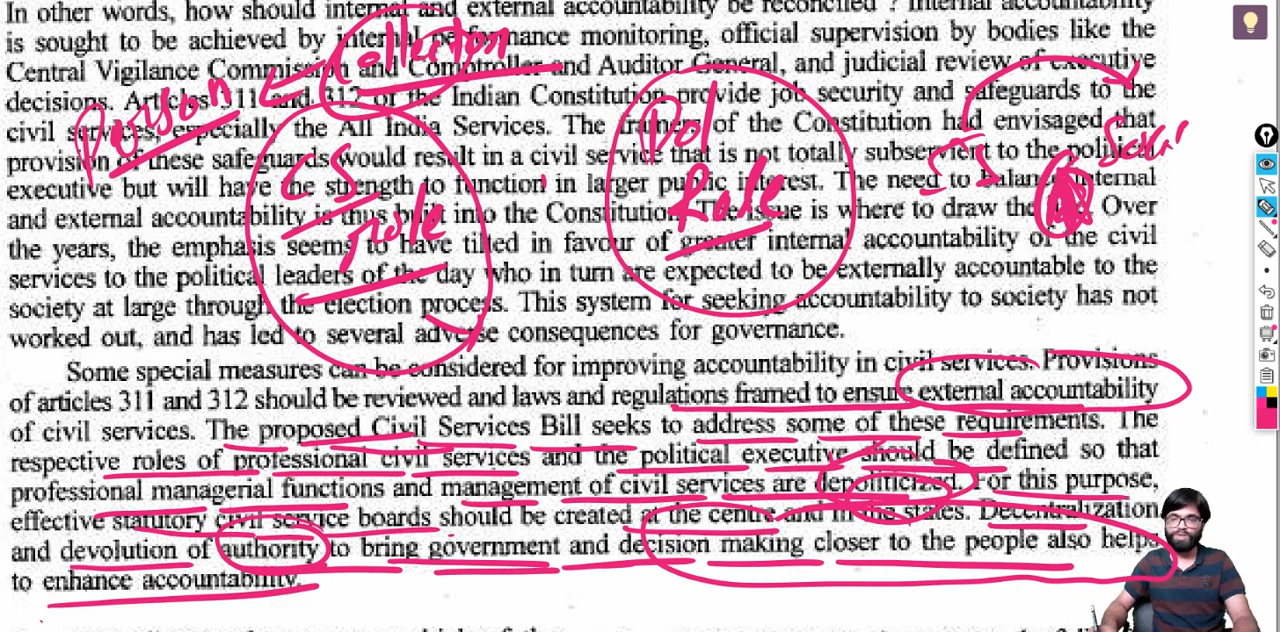 In other words, how should internal and external accountability be reconciled ? Internal accountability
is sought to be achieved by internal performance monitoring, official supervision by bodies like the
Central Vigilance Commission and Comptroller and Auditor General, and judicial review of executive
decisions. Articles 311 and 312 of the Indian Constitution provide job security and safeguards to the
civil services, especially the All India Services. The framers of the Constitution had envisaged that
provision of these safeguards would result in a civil service that is not totally subservient to the political
executive but will have the strength to function in larger public interest. The need to balance internal
and external accountability is thus built into the Constitution. The issue is where to draw the Over
the years, the emphasis seems to have tilted in favour of greater internal accountability of the civil
services to the political leaders of the day who in turn are expected to be externally accountable to the
society at large through the election process. This system for seeking accountability to society has not
worked out, and has led to several adverse consequences for governance.
Some special measures can be considered for improving accountability in civil services. Provisions
of articles 311 and 312 should be reviewed and laws and regulations framed to ensure external accountability
of civil services. The proposed Civil Services Bill seeks to address some of these requirements. The
respective roles of professional civil services and the political executive should be defined so that
professional managerial functions and management of civil services are depoliticized. For this purpose,
effective statutory civil service boards should be created at the centre and in the states. Decentralization
and devolution of authority to bring government and decision making closer to the people also helps
to enhance accountability.
Person
CS
role
Pol
Role